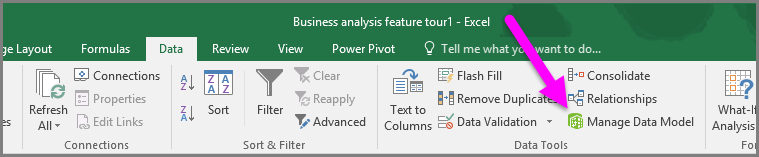 Business analysis feature tour1 - Excel
ge Layout Formulas Data Review View Power Pivot Tell me what you want to do...
Refresh All
Connections
Properties
Edit Links
Connections
Sort
Filter
Clear
Reapply
Advanced
Sort & Filter
Text to Columns
Flash Fill
Remove Duplicates
Data Validation
Consolidate
Relationships
Manage Data Model
Data Tools
What-If
Analysis
Fo